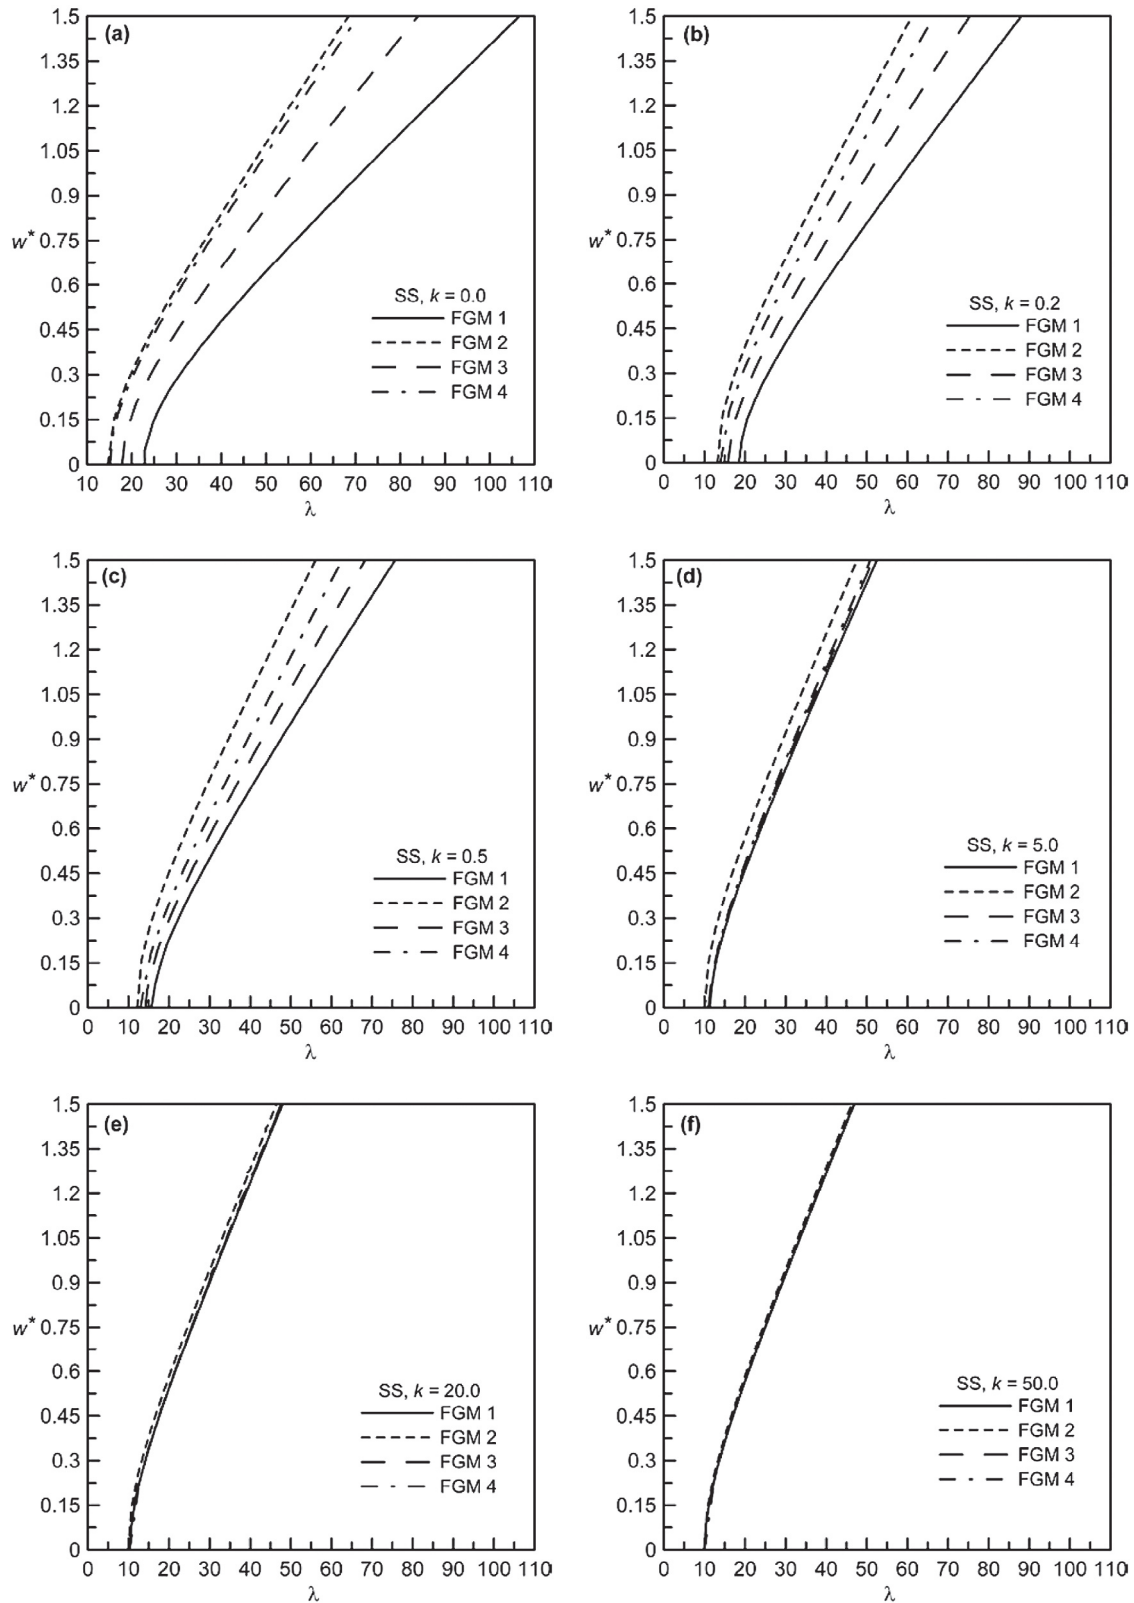 (a)
1.5
1.35
1.2
1.05
0.9
w* 0.75
0.6
0.45
0.3
0.15
0
SS, k = 0.0
FGM 1
FGM 2
FGM 3
FGM 4
10 20 30 40 50 60 70 80 90 100 110
λ
(b)
1.5
1.35
1.2
1.05
0.9
w* 0.75
0.6
0.45
0.3
0.15
0
SS, k = 0.2
FGM 1
FGM 2
FGM 3
FGM 4
0 10 20 30 40 50 60 70 80 90 100 110
λ
(c)
1.5
1.35
1.2
1.05
0.9
w* 0.75
0.6
0.45
0.3
0.15
0
SS, k = 0.5
FGM 1
FGM 2
FGM 3
FGM 4
0 10 20 30 40 50 60 70 80 90 100 110
λ
(d)
1.5
1.35
1.2
1.05
0.9
w* 0.75
0.6
0.45
0.3
0.15
0
SS, k = 5.0
FGM 1
FGM 2
FGM 3
FGM 4
0 10 20 30 40 50 60 70 80 90 100 110
λ
(e)
1.5
1.35
1.2
1.05
0.9
w* 0.75
0.6
0.45
0.3
0.15
0
SS, k = 20.0
FGM 1
FGM 2
FGM 3
FGM 4
0 10 20 30 40 50 60 70 80 90 100 110
λ
(f)
1.5
1.35
1.2
1.05
0.9
w* 0.75
0.6
0.45
0.3
0.15
0
SS, k = 50.0
FGM 1
FGM 2
FGM 3
FGM 4
0 10 20 30 40 50 60 70 80 90 100 110
λ